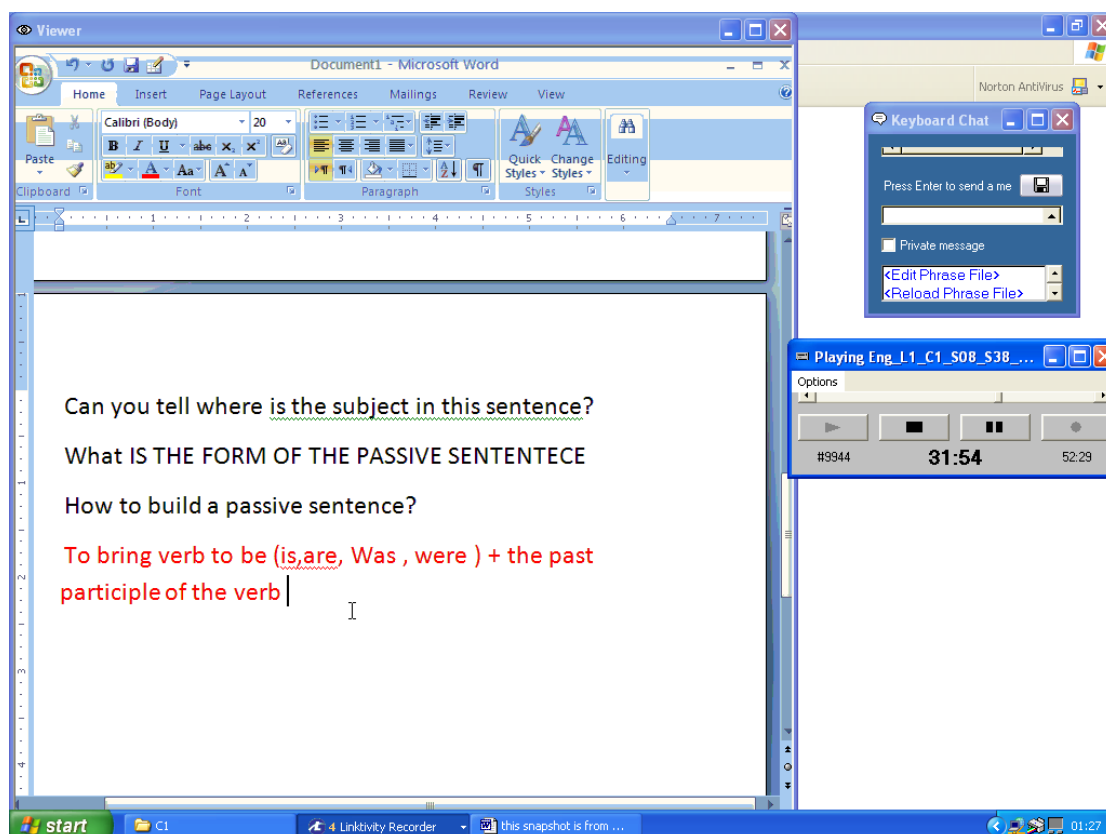 Viewer
Document1 - Microsoft Word
Home Insert Page Layout References Mailings Review View
Norton AntiVirus
Keyboard Chat
Calibri (Body) 20
Paste
Quick Styles
Change Styles
Editing
Clipboard Font Paragraph Styles
Press Enter to send a me
Private message
<Edit Phrase File>
<Reload Phrase File>
Playing Eng_L1_C1_S08_S38_...
Options
#9944 31:54 52:29
Can you tell where is the subject in this sentence?
What IS THE FORM OF THE PASSIVE SENTENTECE
How to build a passive sentence?
To bring verb to be (is,are, Was , were ) + the past
participle of the verb
start C1 4 Linktivity Recorder this snapshot is from ... 01:27